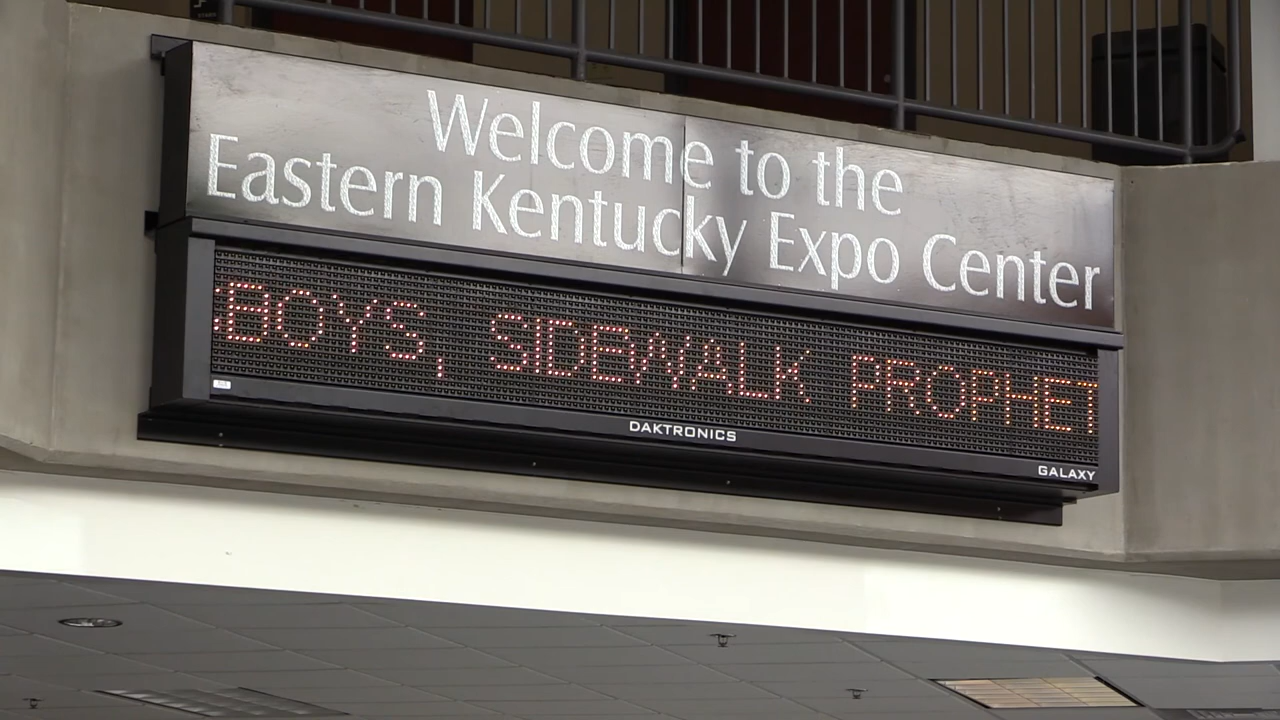 Welcome to the
Eastern Kentucky Expo Center
BOYS, SIDEWALK PROPHET
DAKTRONICS
GALAXY